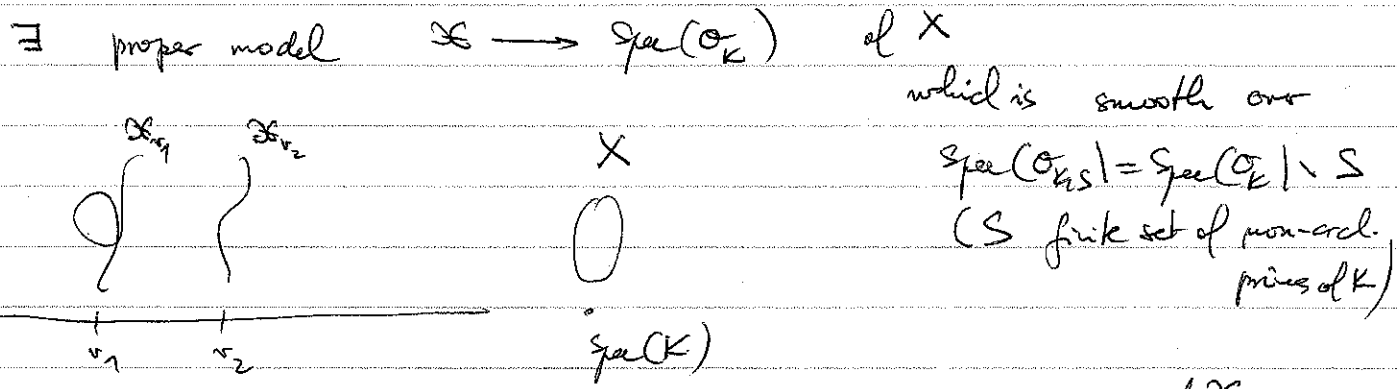 ∃ proper model 𝒳 → Spec(𝒪_K) of X
which is smooth over
𝒳_{v_1} 𝒳_{v_2} X Spec(𝒪_{K,S}) = Spec(𝒪_K) \ S
(S finite set of non-arch.
primes of K)
v_1 v_2 Spec(K)